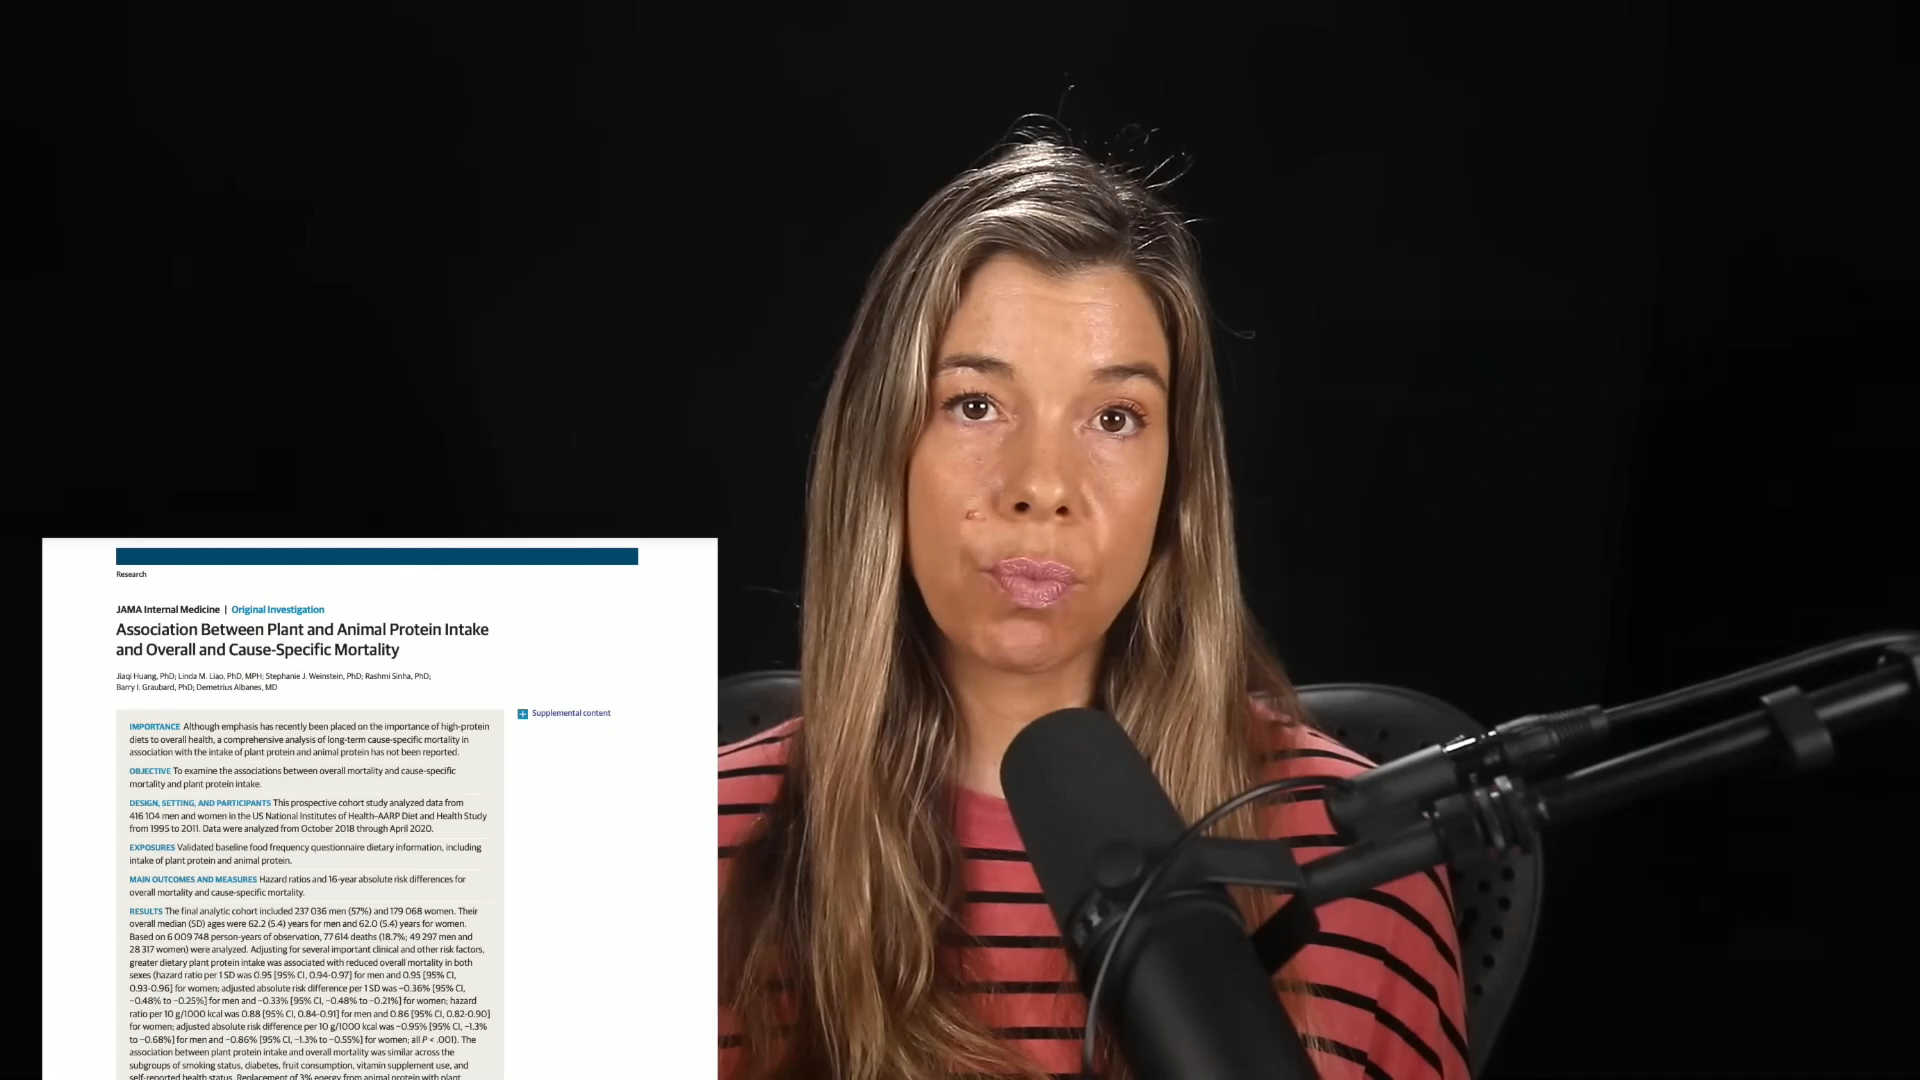 Research
JAMA Internal Medicine | Original Investigation
Association Between Plant and Animal Protein Intake
and Overall and Cause-Specific Mortality
Jiaqi Huang, PhD; Linda M. Liao, PhD, MPH; Stephanie J. Weinstein, PhD; Rashmi Sinha, PhD;
Barry I. Graubard, PhD; Demetrius Albanes, MD
IMPORTANCE Although emphasis has recently been placed on the importance of high-protein
diets to overall health, a comprehensive analysis of long-term cause-specific mortality in
association with the intake of plant protein and animal protein has not been reported.
OBJECTIVE To examine the associations between overall mortality and cause-specific
mortality and plant protein intake.
DESIGN, SETTING, AND PARTICIPANTS This prospective cohort study analyzed data from
416 104 men and women in the US National Institutes of Health–AARP Diet and Health Study
from 1995 to 2011. Data were analyzed from October 2018 through April 2020.
EXPOSURES Validated baseline food frequency questionnaire dietary information, including
intake of plant protein and animal protein.
MAIN OUTCOMES AND MEASURES Hazard ratios and 16-year absolute risk differences for
overall mortality and cause-specific mortality.
RESULTS The final analytic cohort included 237 036 men (57%) and 179 068 women. Their
overall median (SD) ages were 62.2 (5.4) years for men and 62.0 (5.4) years for women.
Based on 6 009 748 person-years of observation, 77 614 deaths (18.7%; 49 297 men and
28 317 women) were analyzed. Adjusting for several important clinical and other risk factors,
greater dietary plant protein intake was associated with reduced overall mortality in both
sexes (hazard ratio per 1 SD was 0.95 [95% CI, 0.94-0.97] for men and 0.95 [95% CI,
0.93-0.96] for women; adjusted absolute risk difference per 1 SD was −0.36% [95% CI,
−0.48% to −0.25%] for men and −0.33% [95% CI, −0.48% to −0.21%] for women; hazard
ratio per 10 g/1000 kcal was 0.88 [95% CI, 0.84-0.91] for men and 0.86 [95% CI, 0.82-0.90]
for women; adjusted absolute risk difference per 10 g/1000 kcal was −0.95% [95% CI, −1.3%
to −0.68%] for men and −0.86% [95% CI, −1.3% to −0.55%] for women; all P < .001). The
association between plant protein intake and overall mortality was similar across the
subgroups of smoking status, diabetes, fruit consumption, vitamin supplement use, and
self-reported health status. Replacement of 3% energy from animal protein with plant
Supplemental content